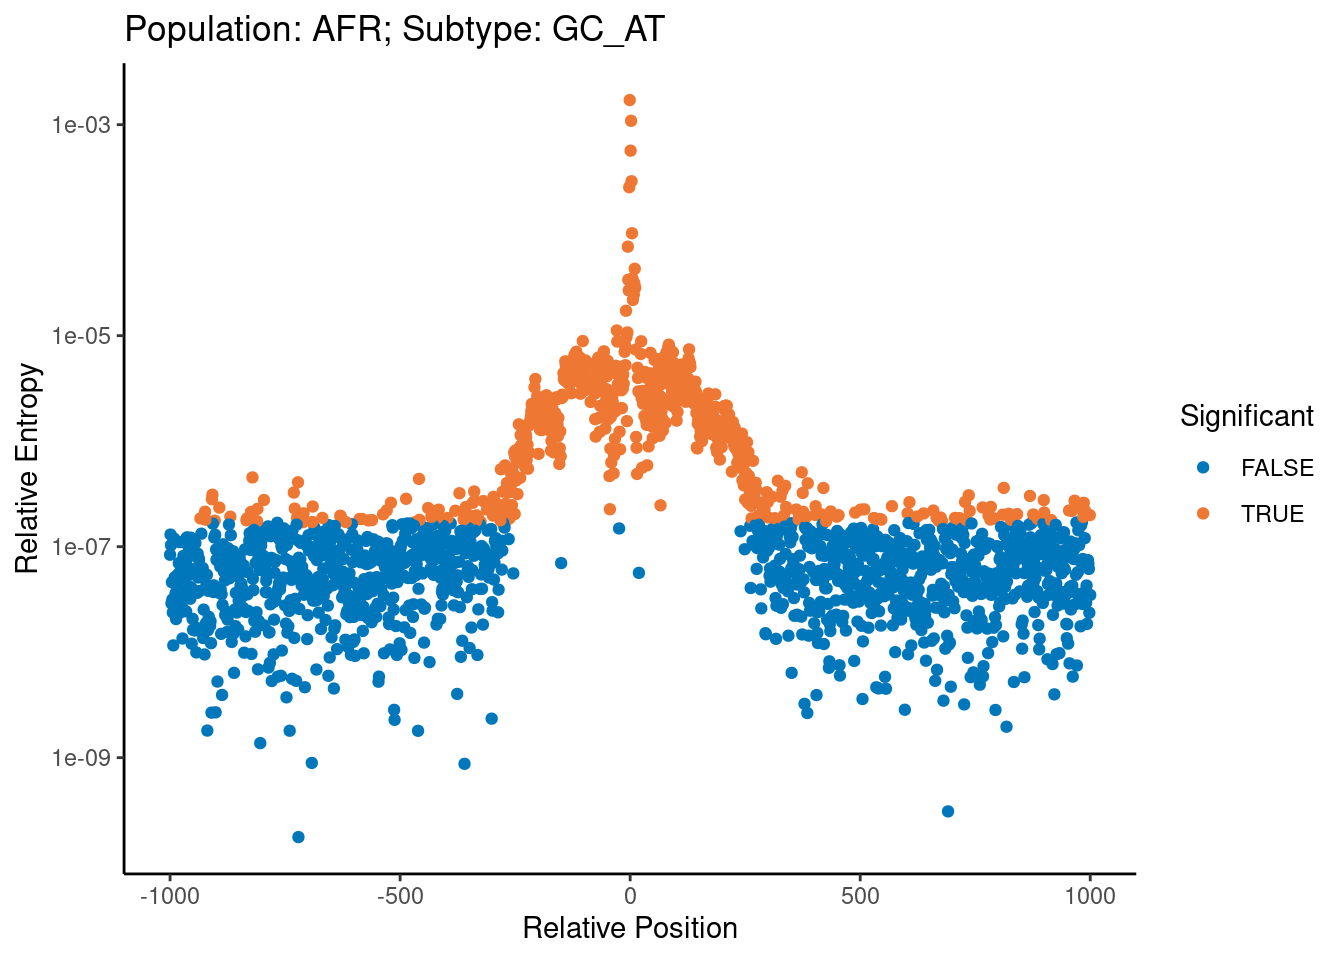 Population: AFR; Subtype: GC_AT
1e-03
1e-05
1e-07
1e-09
Relative Entropy
-1000
-500
0
500
1000
Relative Position
Significant
FALSE
TRUE